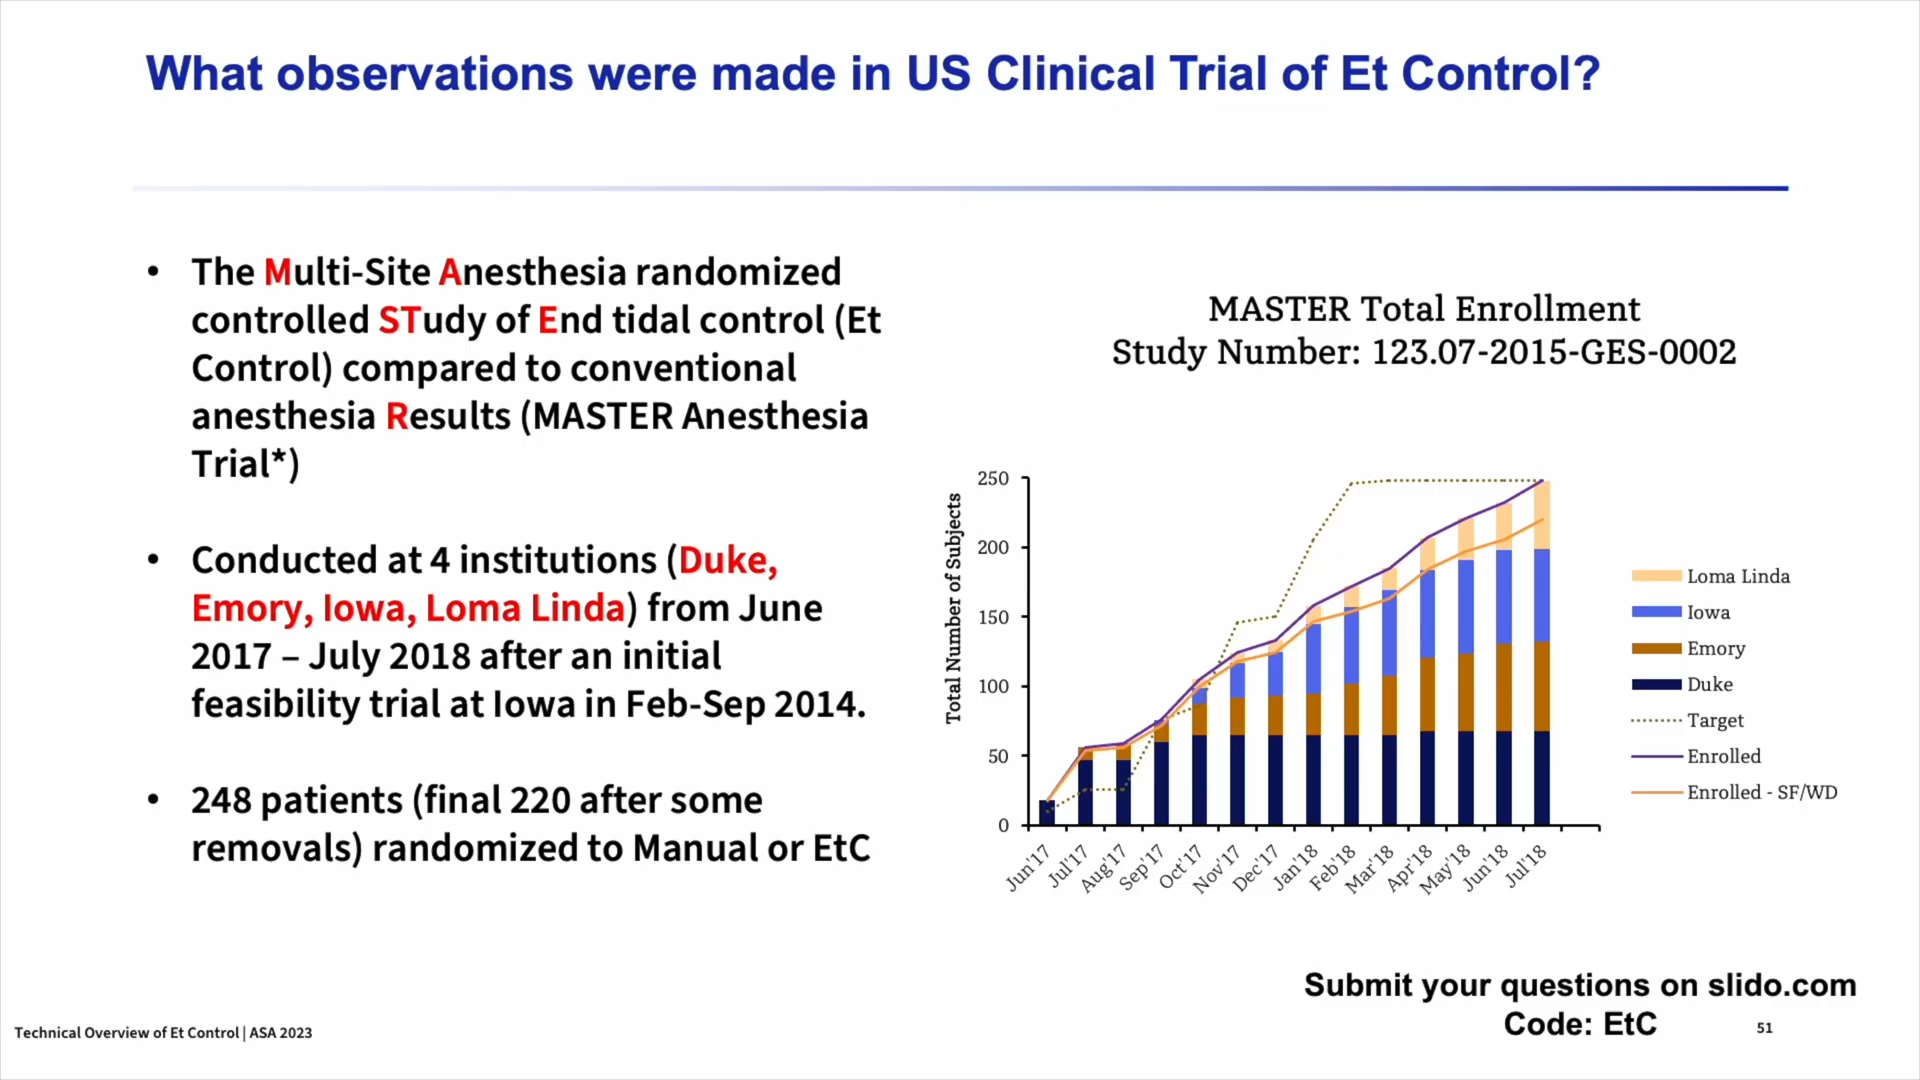 What observations were made in US Clinical Trial of Et Control?
• The Multi-Site Anesthesia randomized
controlled STudy of End tidal control (Et
Control) compared to conventional
anesthesia Results (MASTER Anesthesia
Trial*)
• Conducted at 4 institutions (Duke,
Emory, Iowa, Loma Linda) from June
2017 – July 2018 after an initial
feasibility trial at Iowa in Feb-Sep 2014.
• 248 patients (final 220 after some
removals) randomized to Manual or EtC
MASTER Total Enrollment
Study Number: 123.07-2015-GES-0002
Total Number of Subjects
250
200
150
100
50
0
Jun'17
Jul'17
Aug'17
Sep'17
Oct'17
Nov'17
Dec'17
Jan'18
Feb'18
Mar'18
Apr'18
May'18
Jun'18
Jul'18
Loma Linda
Iowa
Emory
Duke
Target
Enrolled
Enrolled - SF/WD
Submit your questions on slido.com
Code: EtC
51
Technical Overview of Et Control | ASA 2023